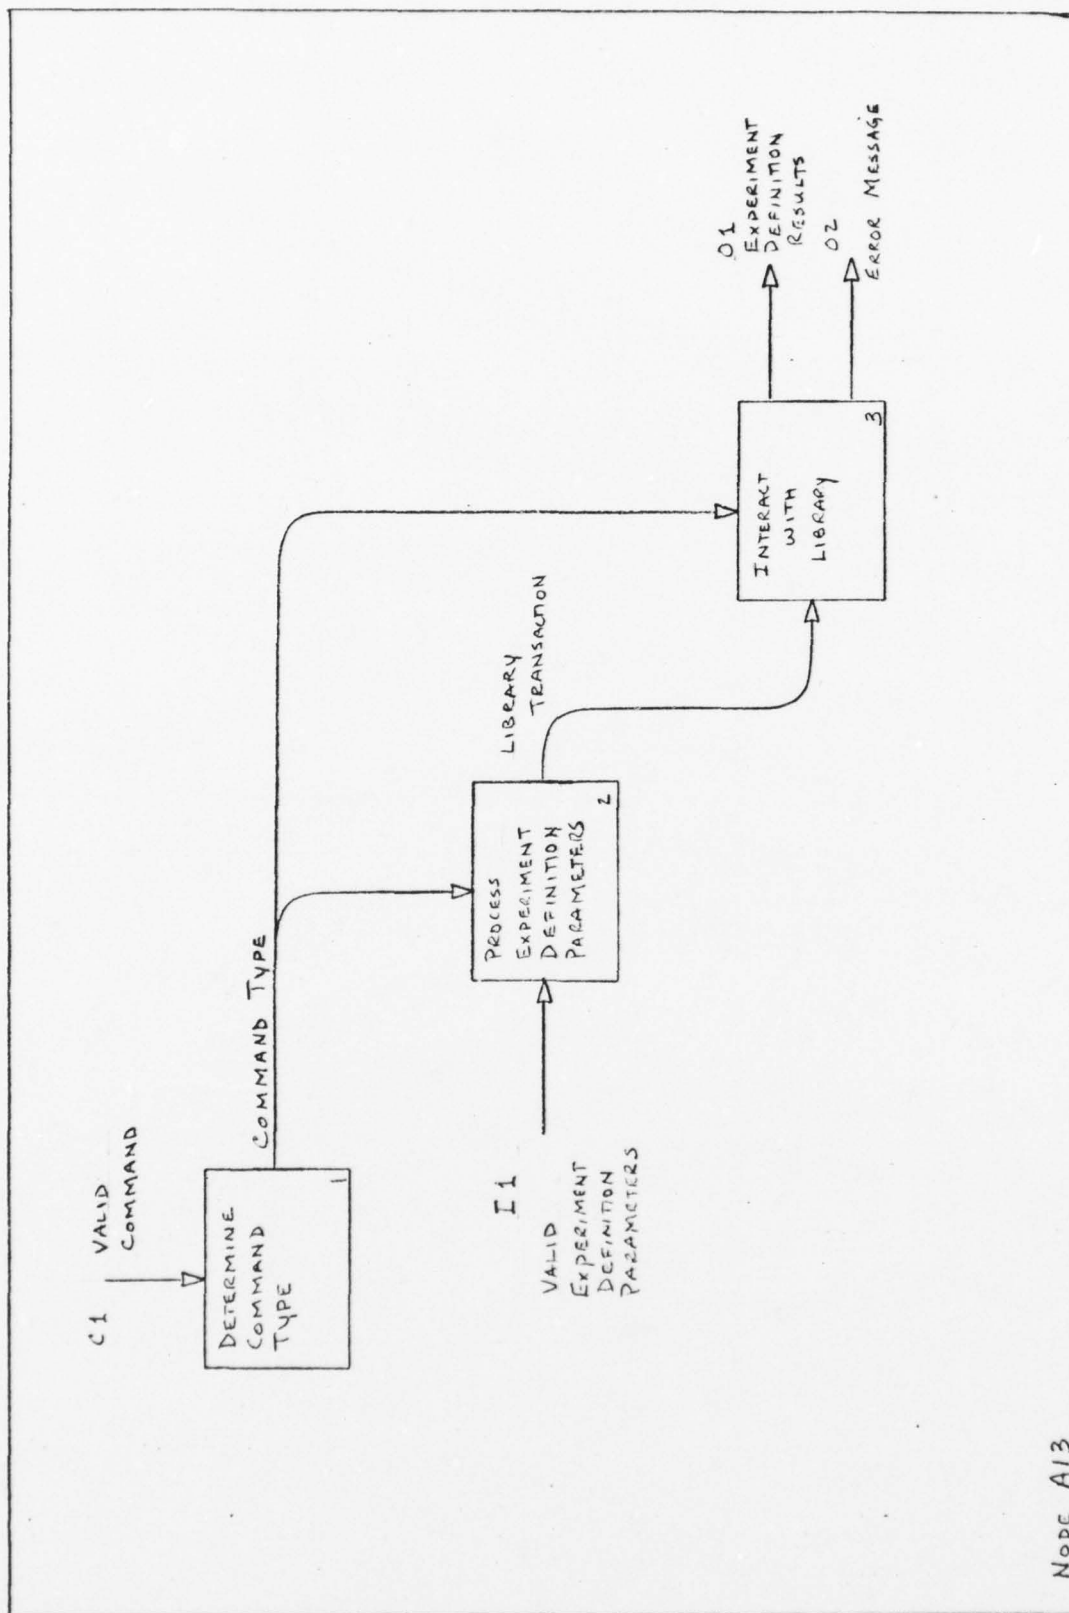 C1
VALID
COMMAND
DETERMINE
COMMAND
TYPE
1
COMMAND TYPE
I1
VALID
EXPERIMENT
DEFINITION
PARAMETERS
PROCESS
EXPERIMENT
DEFINITION
PARAMETERS
2
LIBRARY
TRANSACTION
INTERACT
WITH
LIBRARY
3
O1
EXPERIMENT
DEFINITION
RESULTS
O2
ERROR MESSAGE
NODE A13